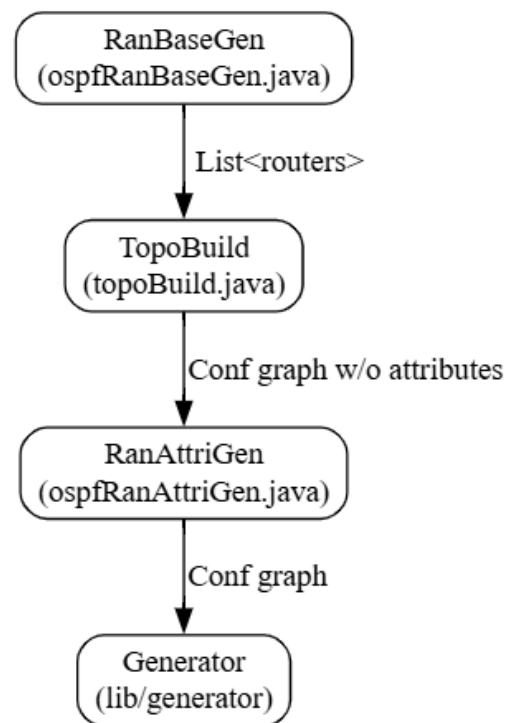 RanBaseGen
(ospfRanBaseGen.java)
List<routers>
TopoBuild
(topoBuild.java)
Conf graph w/o attributes
RanAttriGen
(ospfRanAttriGen.java)
Conf graph
Generator
(lib/generator)